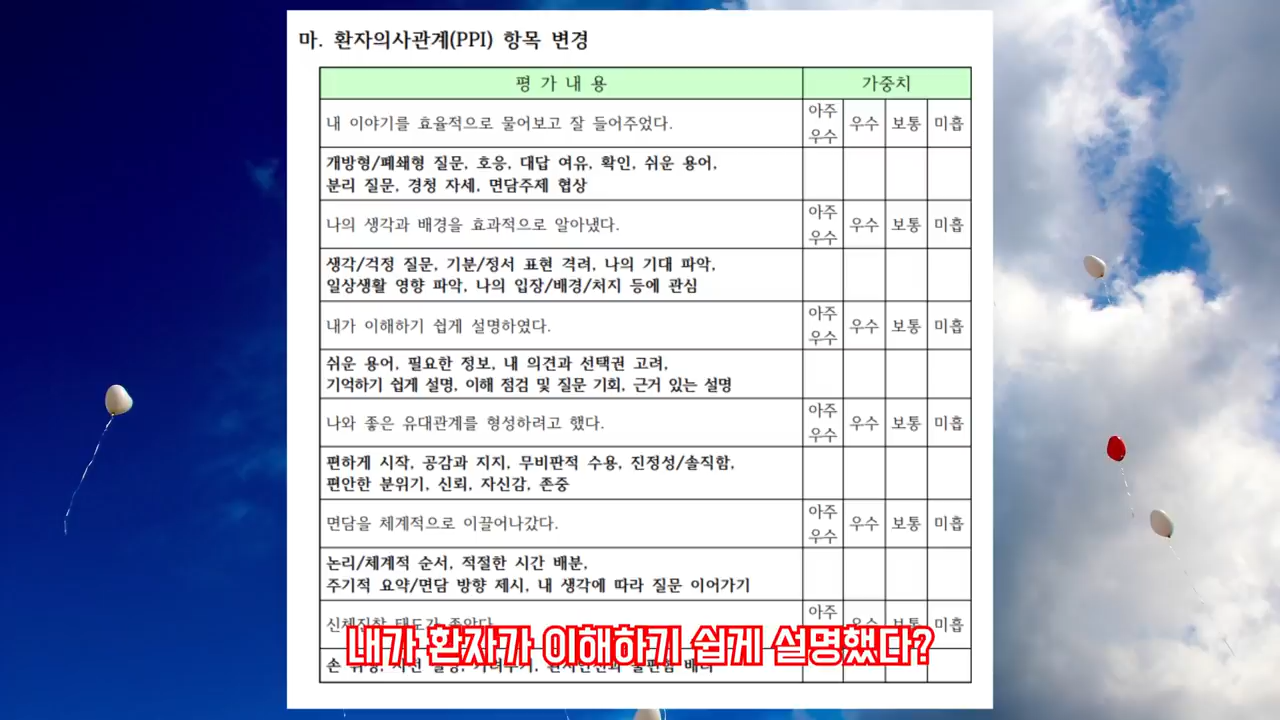 마. 환자의사관계(PPI) 항목 변경
평 가 내 용 가중치
내 이야기를 효율적으로 물어보고 잘 들어주었다. 아주 우수 우수 보통 미흡
개방형/폐쇄형 질문, 호응, 대답 여유, 확인, 쉬운 용어,
분리 질문, 경청 자세, 면담주제 협상
나의 생각과 배경을 효과적으로 알아냈다. 아주 우수 우수 보통 미흡
생각/걱정 질문, 기분/정서 표현 격려, 나의 기대 파악,
일상생활 영향 파악, 나의 입장/배경/처지 등에 관심
내가 이해하기 쉽게 설명하였다. 아주 우수 우수 보통 미흡
쉬운 용어, 필요한 정보, 내 의견과 선택권 고려,
기억하기 쉽게 설명, 이해 점검 및 질문 기회, 근거 있는 설명
나와 좋은 유대관계를 형성하려고 했다. 아주 우수 우수 보통 미흡
편하게 시작, 공감과 지지, 무비판적 수용, 진정성/솔직함,
편안한 분위기, 신뢰, 자신감, 존중
면담을 체계적으로 이끌어나갔다. 아주 우수 우수 보통 미흡
논리/체계적 순서, 적절한 시간 배분,
주기적 요약/면담 방향 제시, 내 생각에 따라 질문 이어가기
신체진찰 태도가 좋았다. 아주 보통 미흡
내가 환자가 이해하기 쉽게 설명했다?
손